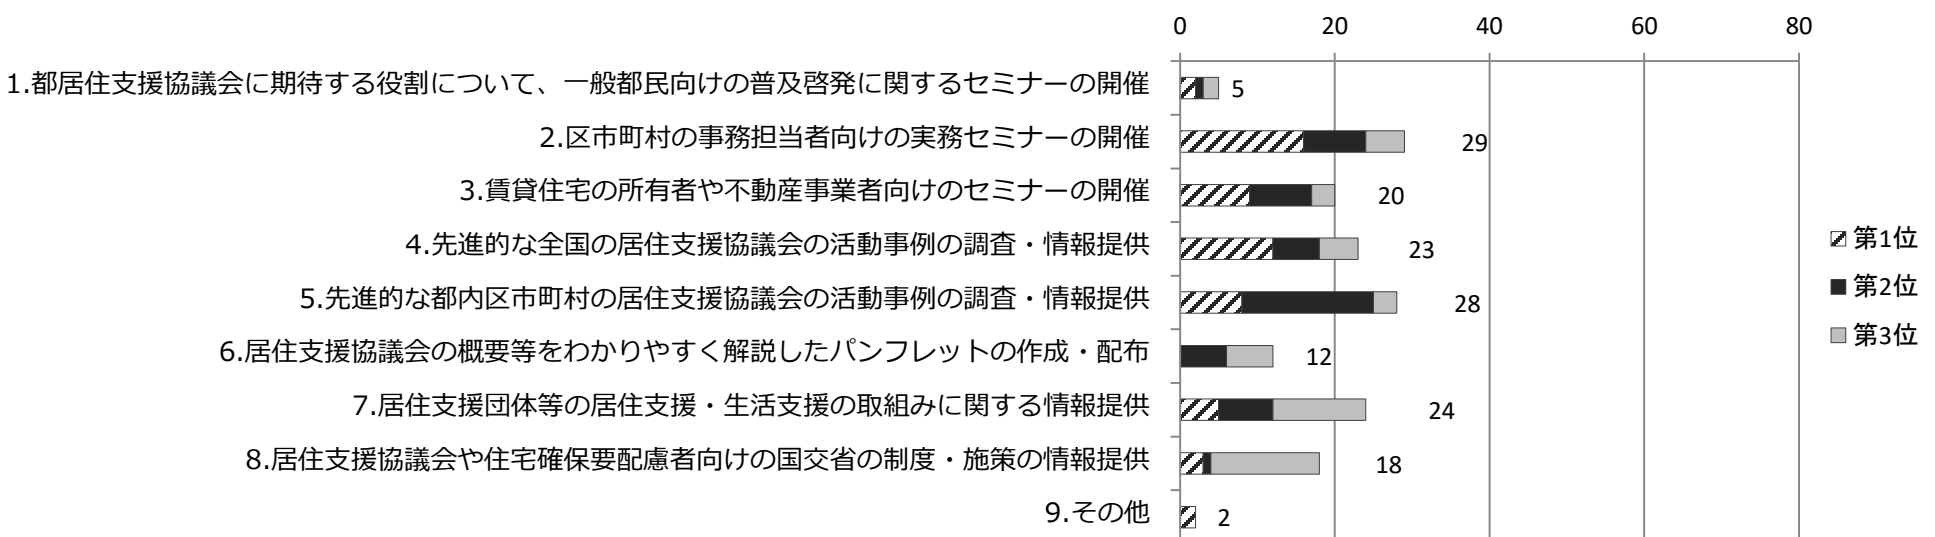 0 20 40 60 80
1.都居住支援協議会に期待する役割について、一般都民向けの普及啓発に関するセミナーの開催 5
2.区市町村の事務担当者向けの実務セミナーの開催 29
3.賃貸住宅の所有者や不動産事業者向けのセミナーの開催 20
4.先進的な全国の居住支援協議会の活動事例の調査・情報提供 23
5.先進的な都内区市町村の居住支援協議会の活動事例の調査・情報提供 28
6.居住支援協議会の概要等をわかりやすく解説したパンフレットの作成・配布 12
7.居住支援団体等の居住支援・生活支援の取組みに関する情報提供 24
8.居住支援協議会や住宅確保要配慮者向けの国交省の制度・施策の情報提供 18
9.その他 2
第1位
第2位
第3位